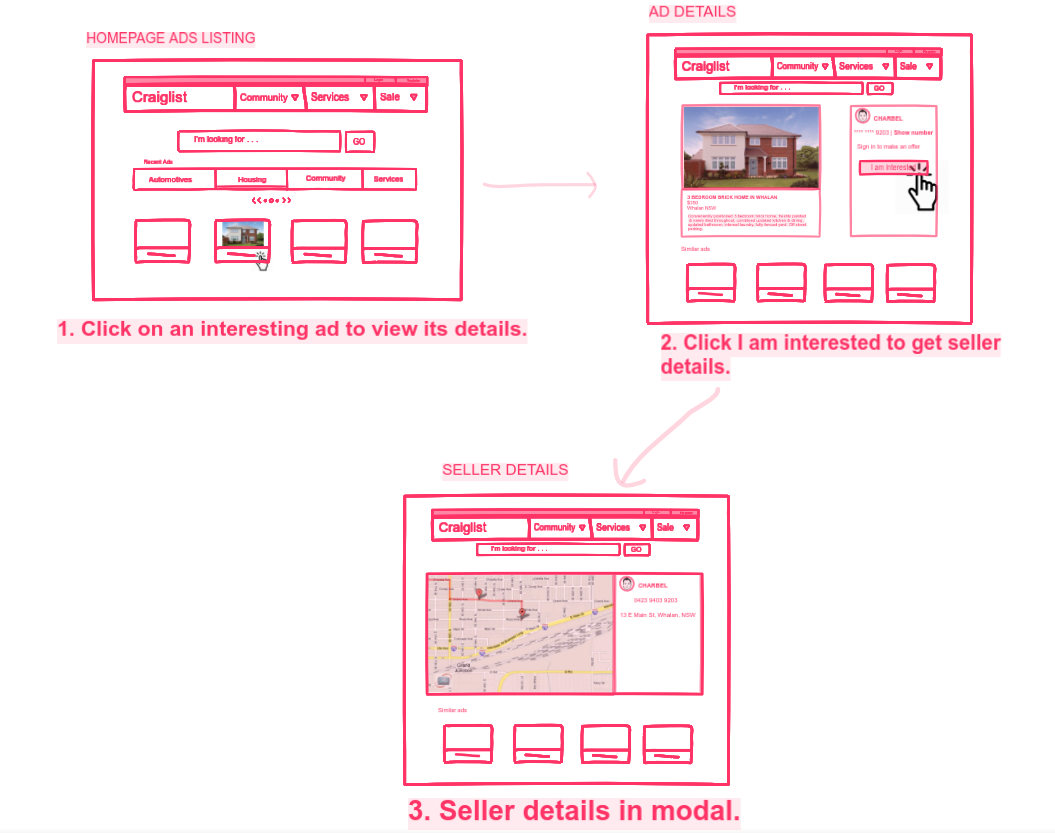 HOMEPAGE ADS LISTING
Craiglist
Community
Services
Sale
I'm looking for . . .
GO
Recent Ads
Automotives
Housing
Community
Services
1. Click on an interesting ad to view its details.
AD DETAILS
Craiglist
Community
Services
Sale
I'm looking for . . .
GO
3 BEDROOM BRICK HOME IN WHALAN
Whalan NSW
CHARBEL
**** **** 9203 | Show number
Sign in to make an offer.
I am interested
Similar ads
2. Click I am interested to get seller
details.
SELLER DETAILS
Craiglist
Community
Services
Sale
I'm looking for . . .
GO
CHARBEL
0423 9403 9203
13 E Main St, Whalan, NSW
Grand
Junction
Similar ads
3. Seller details in modal.